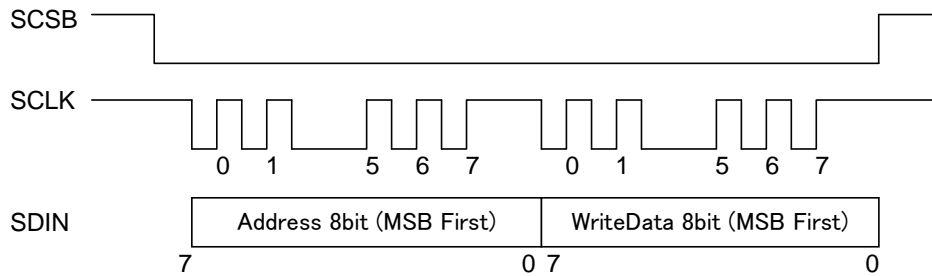 SCSB
SCLK
0 1 5 6 7 0 1 5 6 7
SDIN Address 8bit (MSB First) WriteData 8bit (MSB First)
7 0 7 0